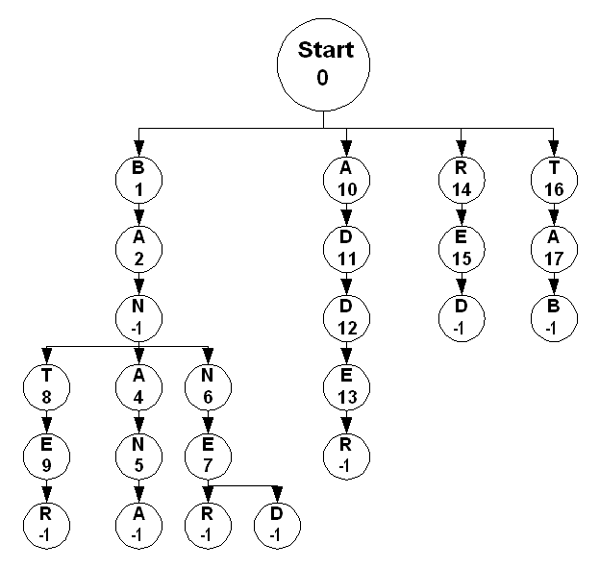 Start
0
B A R T
1 10 14 16
A D E A
2 11 15 17
N D D B
-1 12 -1 -1
T A N E
8 4 6 13
E N E R
9 5 7 -1
R A R D
-1 -1 -1 -1